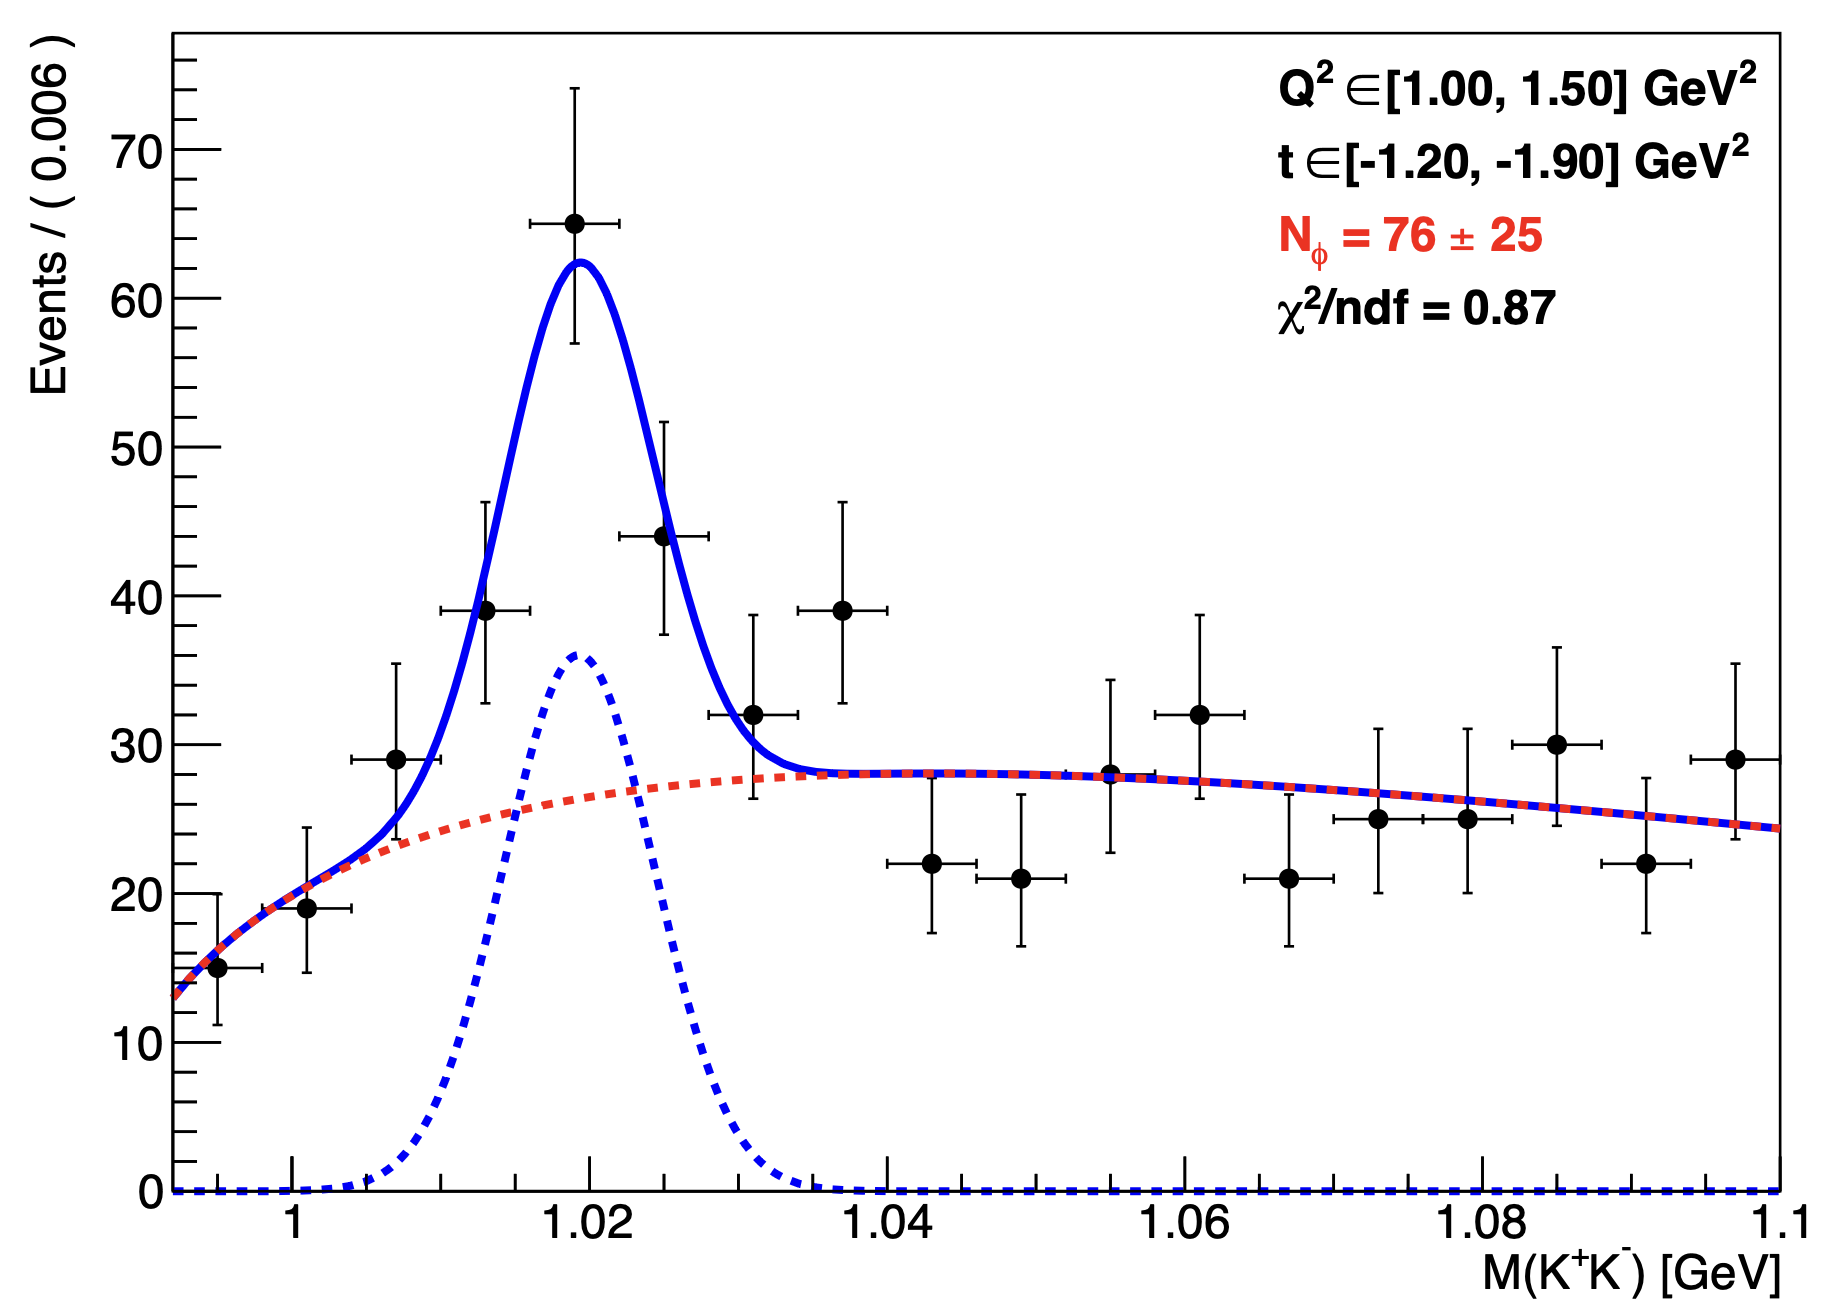 Events / ( 0.006 )
70
60
50
40
30
20
10
0
Q² ∈[1.00, 1.50] GeV²
t ∈[-1.20, -1.90] GeV²
Nϕ = 76 ± 25
χ²/ndf = 0.87
1 1.02 1.04 1.06 1.08 1.1
M(K⁺K⁻) [GeV]